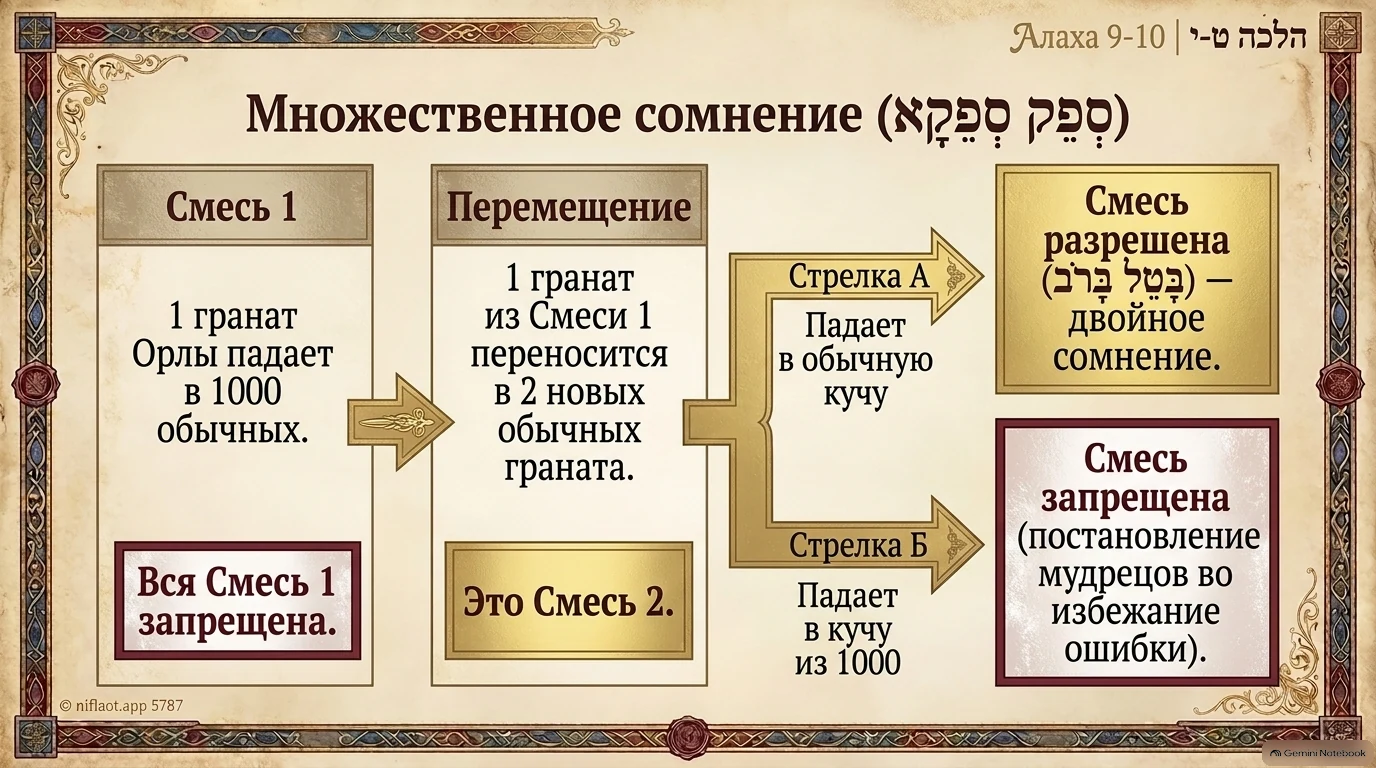 Алаха 9-10 | הלכה ט-י
Множественное сомнение (סְפֵק סְפֵקָא)
Смесь 1
1 гранат
Орлы падает
в 1000
обычных.
Вся Смесь 1
запрещена.
Перемещение
1 гранат
из Смеси 1
переносится
в 2 новых
обычных
граната.
Это Смесь 2.
Стрелка А
Падает
в обычную
кучу
Смесь
разрешена
(בָּטֵל בָּרֹב) —
двойное
сомнение.
Стрелка Б
Падает
в кучу
из 1000
Смесь
запрещена
(постановление
мудрецов во
избежание
ошибки).
© niflaot.app 5787
Gemini Notebook